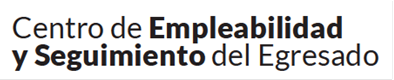 Centro de Empleabilidad
y Seguimiento del Egresado